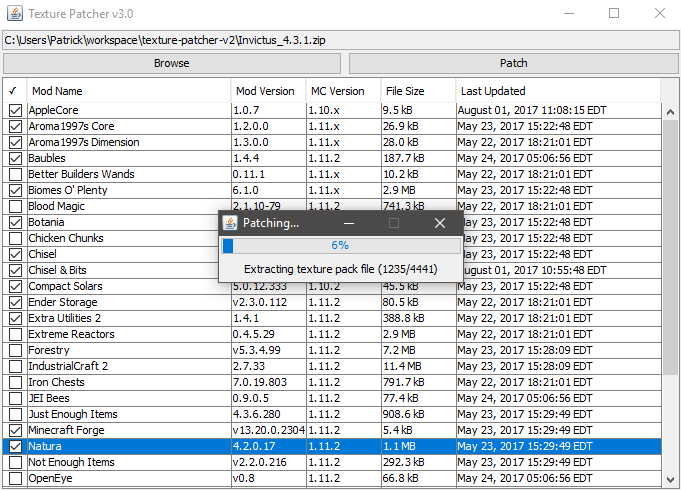 Texture Patcher v3.0
C:\Users\Patrick\workspace\texture-patcher-v2\Invictus_4.3.1.zip
Browse Patch
✓ Mod Name Mod Version MC Version File Size Last Updated
AppleCore 1.0.7 1.10.x 9.5 kB August 01, 2017 11:08:15 EDT
Aroma1997s Core 1.2.0.0 1.11.x 26.9 kB May 23, 2017 15:22:48 EDT
Aroma1997s Dimension 1.3.0.0 1.11.x 28.0 kB May 22, 2017 18:21:01 EDT
Baubles 1.4.4 1.11.2 187.7 kB May 24, 2017 05:06:56 EDT
Better Builders Wands 0.11.1 1.11.x 10.2 kB May 22, 2017 18:21:01 EDT
Biomes O' Plenty 6.1.0 1.11.x 2.9 MB May 23, 2017 15:22:48 EDT
Blood Magic 2.1.10-79 1.11.2 741.3 kB May 24, 2017 05:06:56 EDT
Botania May 23, 2017 15:22:48 EDT
Chicken Chunks May 22, 2017 18:21:01 EDT
Chisel May 23, 2017 15:22:48 EDT
Chisel & Bits ugust 01, 2017 10:55:48 EDT
Patching...
6%
Extracting texture pack file (1235/4441)
Compact Solars 5.0.12.333 1.10.2 45.5 kB May 23, 2017 15:22:48 EDT
Ender Storage v2.3.0.112 1.11.2 80.5 kB May 22, 2017 18:21:01 EDT
Extra Utilities 2 1.4.1 1.11.2 388.8 kB May 22, 2017 18:21:01 EDT
Extreme Reactors 0.4.5.29 1.11.2 2.9 MB May 22, 2017 18:21:01 EDT
Forestry v5.3.4.99 1.11.2 7.2 MB May 23, 2017 15:28:09 EDT
IndustrialCraft 2 2.7.33 1.11.2 11.4 MB May 23, 2017 15:28:09 EDT
Iron Chests 7.0.19.803 1.11.2 791.7 kB May 22, 2017 18:21:01 EDT
JEI Bees 0.9.0.5 1.11.2 77.4 kB May 24, 2017 05:06:56 EDT
Just Enough Items 4.3.6.280 1.11.2 908.6 kB May 23, 2017 15:29:49 EDT
Minecraft Forge v13.20.0.2304 1.11.2 5.4 kB May 23, 2017 15:29:49 EDT
Natura 4.2.0.17 1.11.2 1.1 MB May 23, 2017 15:29:49 EDT
Not Enough Items v2.2.0.216 1.11.2 292.3 kB May 23, 2017 15:29:49 EDT
OpenEye v0.8 1.11.2 66.8 kB May 24, 2017 05:06:56 EDT